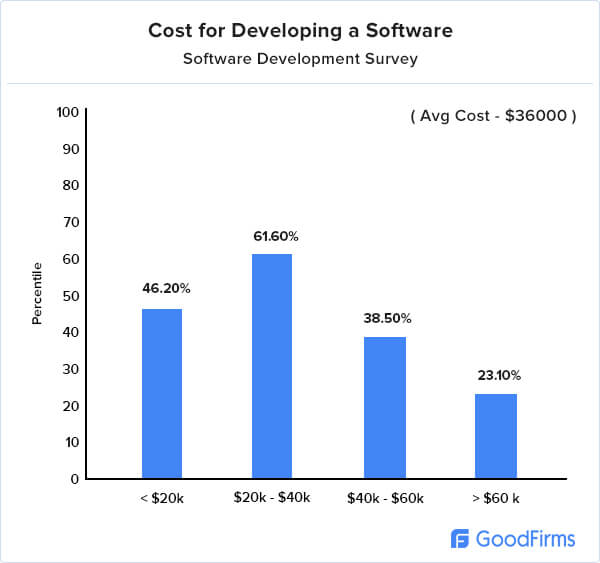 Cost for Developing a Software
Software Development Survey
( Avg Cost - $36000 )
100
90
80
70
60
50
40
30
20
10
0
Percentile
46.20%
61.60%
38.50%
23.10%
< $20k
$20k - $40k
$40k - $60k
> $60 k
GoodFirms